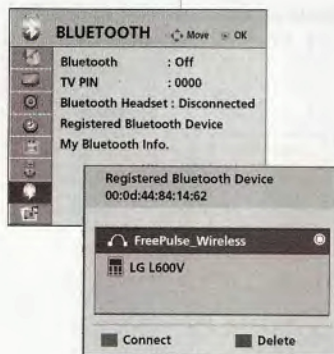 BLUETOOTH Move OK
Bluetooth : Off
TV PIN : 0000
Bluetooth Headset : Disconnected
Registered Bluetooth Device
My Bluetooth Info.
Registered Bluetooth Device
00:0d:44:84:14:62
FreePulse_Wireless
LG L600V
Connect Delete